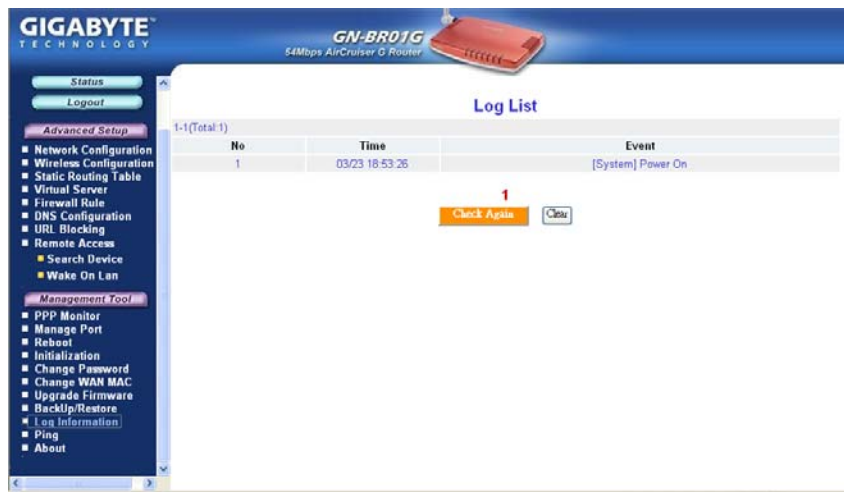 GIGABYTE™
TECHNOLOGY
GN-BR01G
54Mbps AirCruiser G Router
Status
Logout
Advanced Setup
Network Configuration
Wireless Configuration
Static Routing Table
Virtual Server
Firewall Rule
DNS Configuration
URL Blocking
Remote Access
Search Device
Wake On Lan
Management Tool
PPP Monitor
Manage Port
Reboot
Initialization
Change Password
Change WAN MAC
Upgrade Firmware
BackUp/Restore
Log Information
Ping
About
Log List
1-1(Total:1)
No Time Event
1 03/23 18:53:26 [System] Power On
1
Check Again Clear